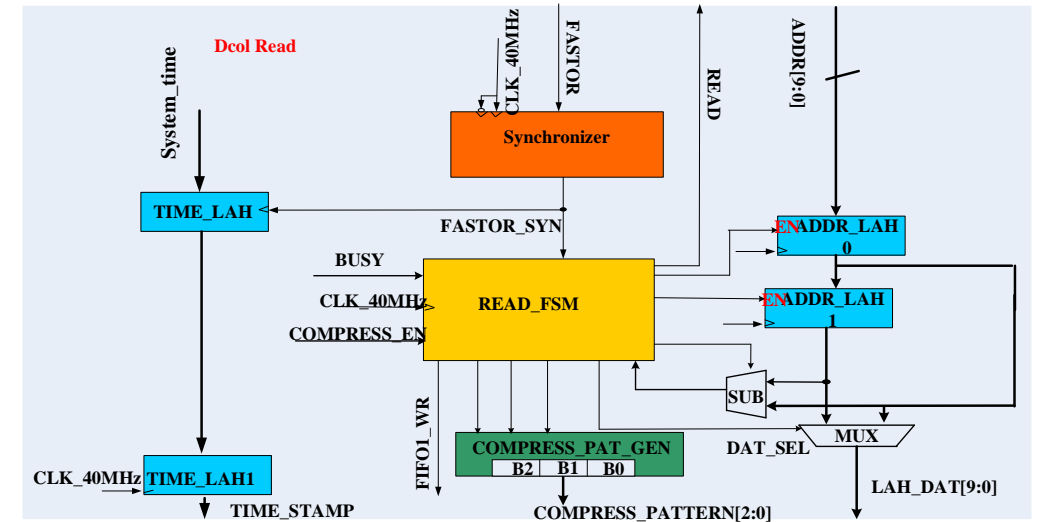 Dcol Read
System_time
CLK_40MHz
FASTOR
READ
ADDR[9:0]
Synchronizer
TIME_LAH
FASTOR_SYN
EN
ADDR_LAH
0
BUSY
CLK_40MHz
READ_FSM
COMPRESS_EN
EN
ADDR_LAH
1
SUB
FIFO1_WR
COMPRESS_PAT_GEN
B2 B1 B0
DAT_SEL
MUX
CLK_40MHz
TIME_LAH1
TIME_STAMP
COMPRESS_PATTERN[2:0]
LAH_DAT[9:0]